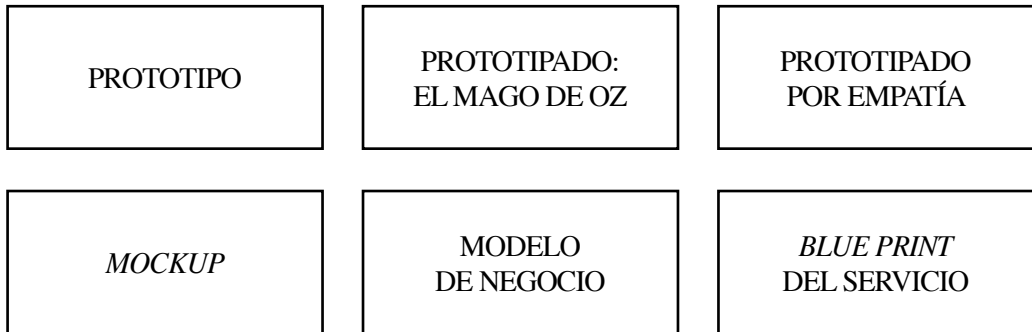 PROTOTIPO
PROTOTIPADO:
EL MAGO DE OZ
PROTOTIPADO
POR EMPATÍA
MOCKUP
MODELO
DE NEGOCIO
BLUE PRINT
DEL SERVICIO